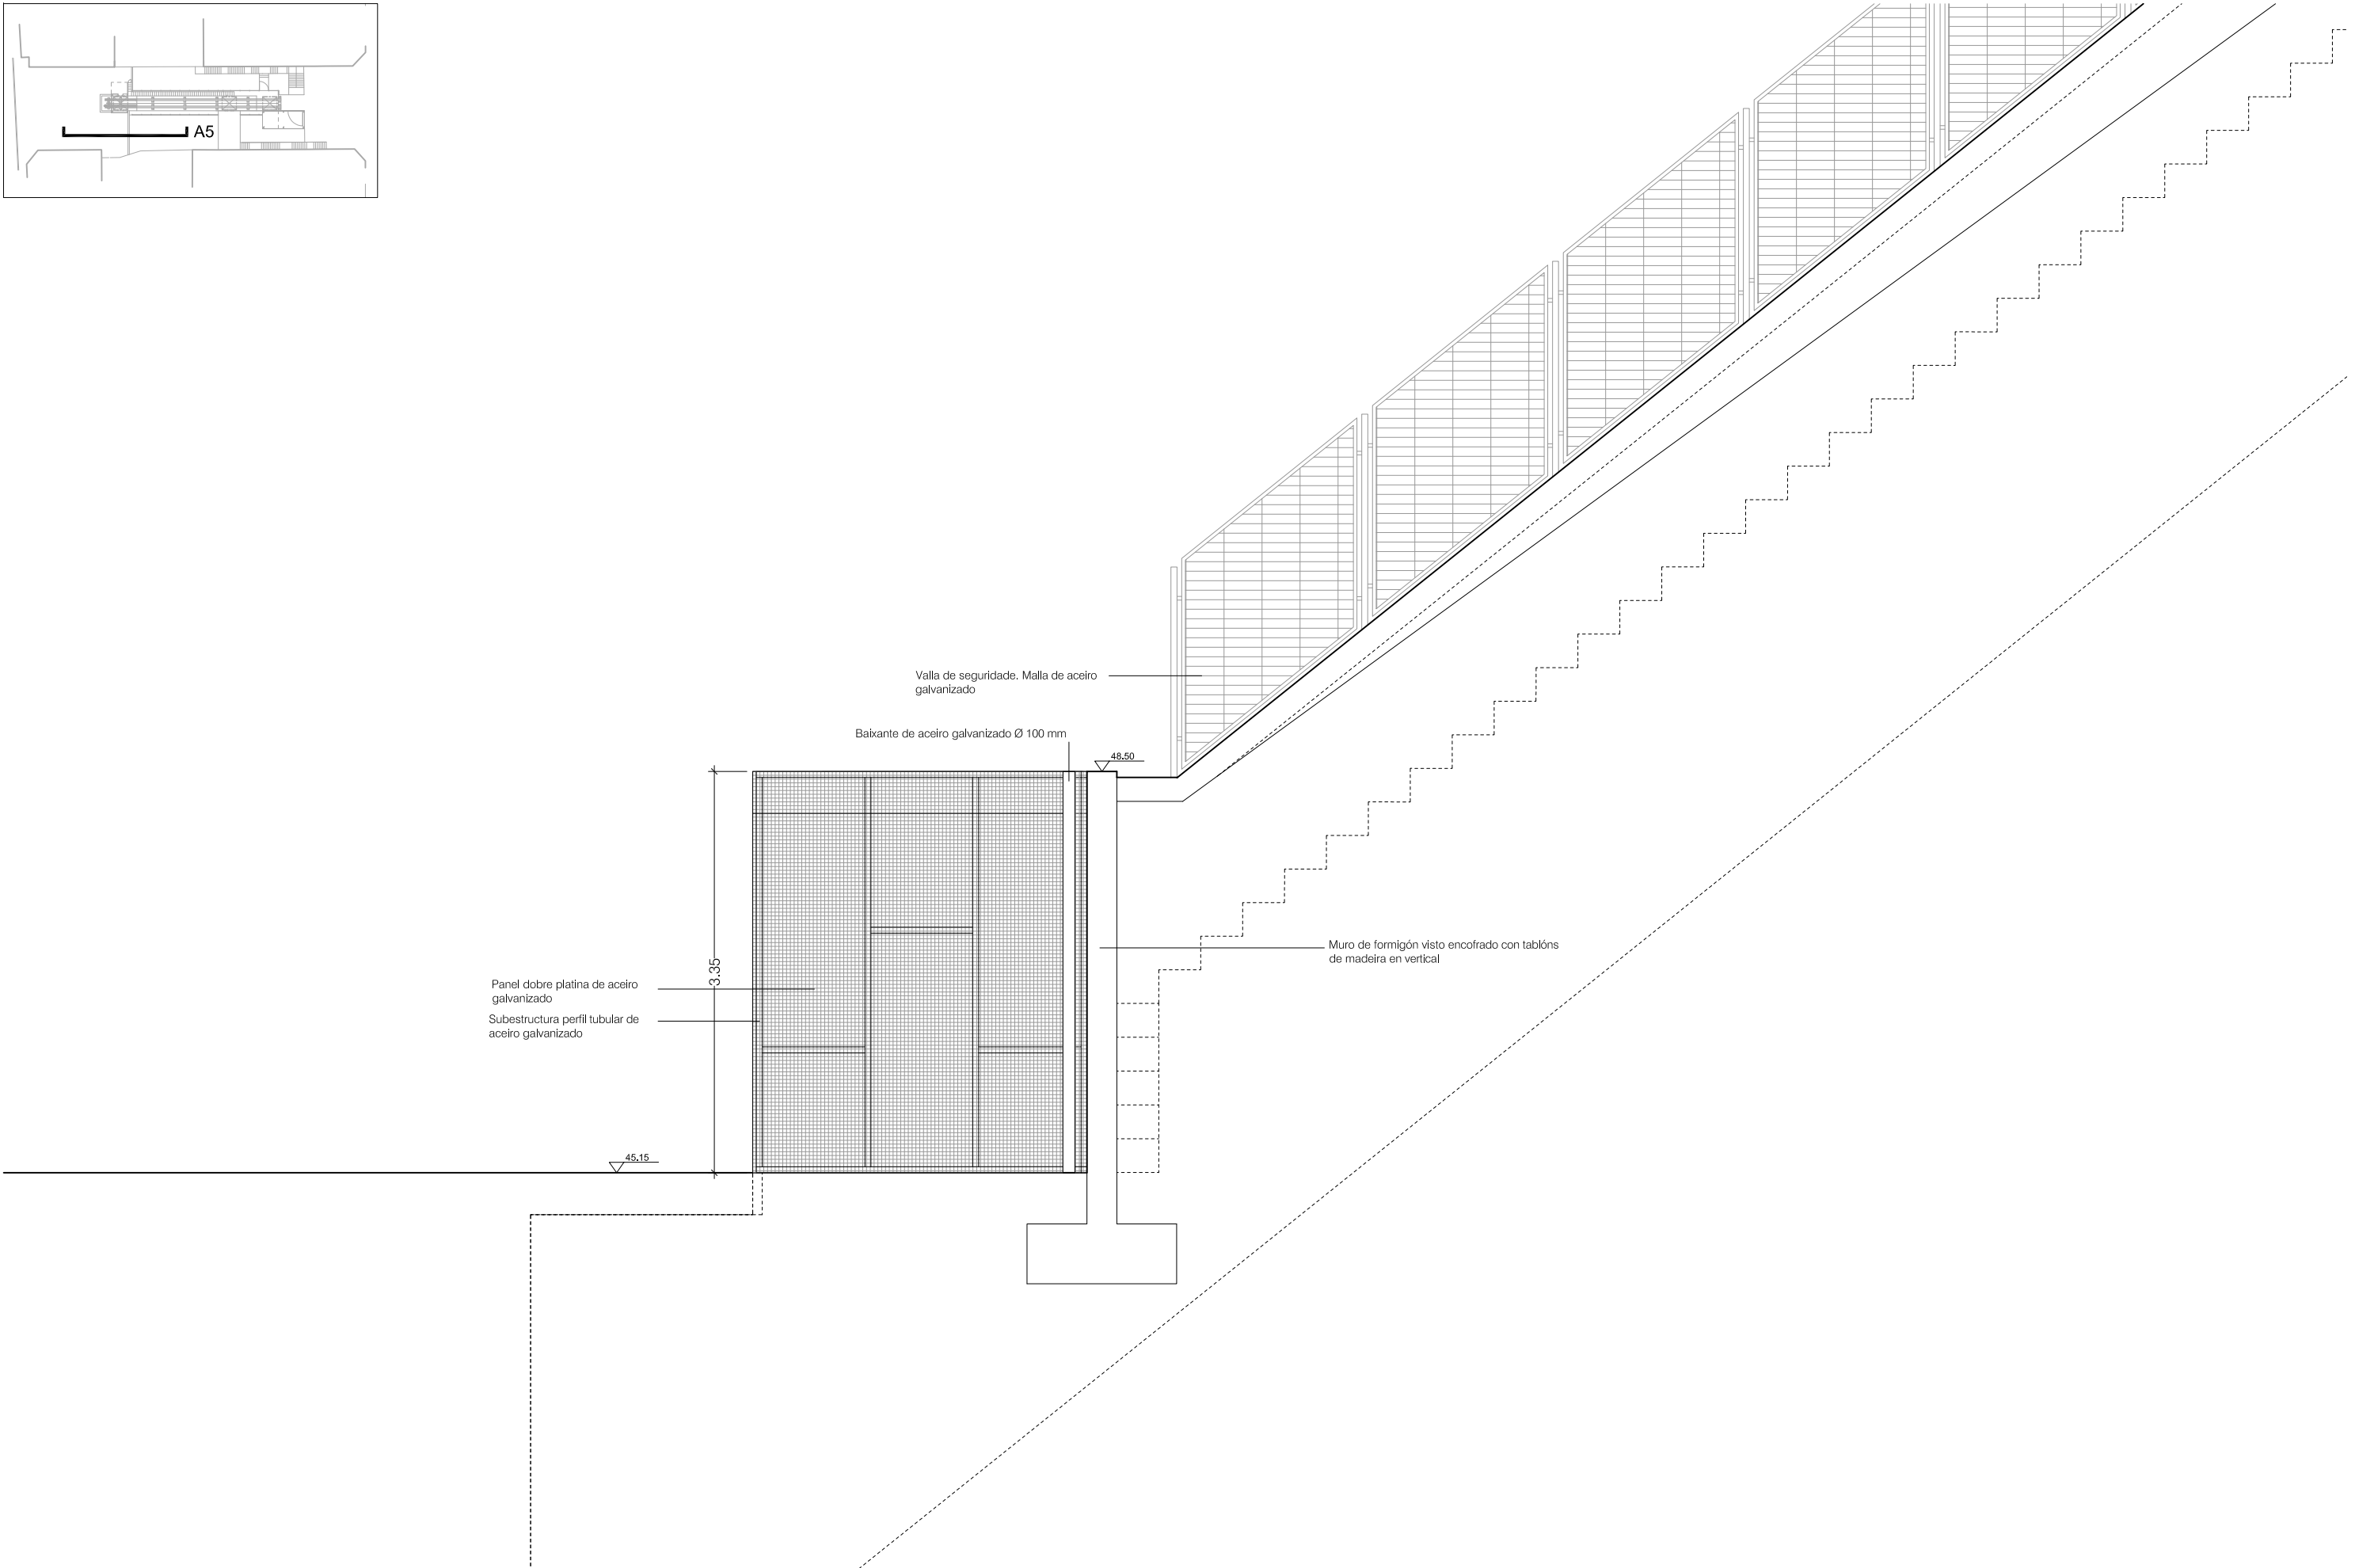 A5
Valla de seguridade. Malla de aceiro
galvanizado
Baixante de aceiro galvanizado Ø 100 mm
48.50
Muro de formigón visto encofrado con tablóns
de madeira en vertical
3.35
Panel dobre platina de aceiro
galvanizado
Subestructura perfil tubular de
aceiro galvanizado
45.15